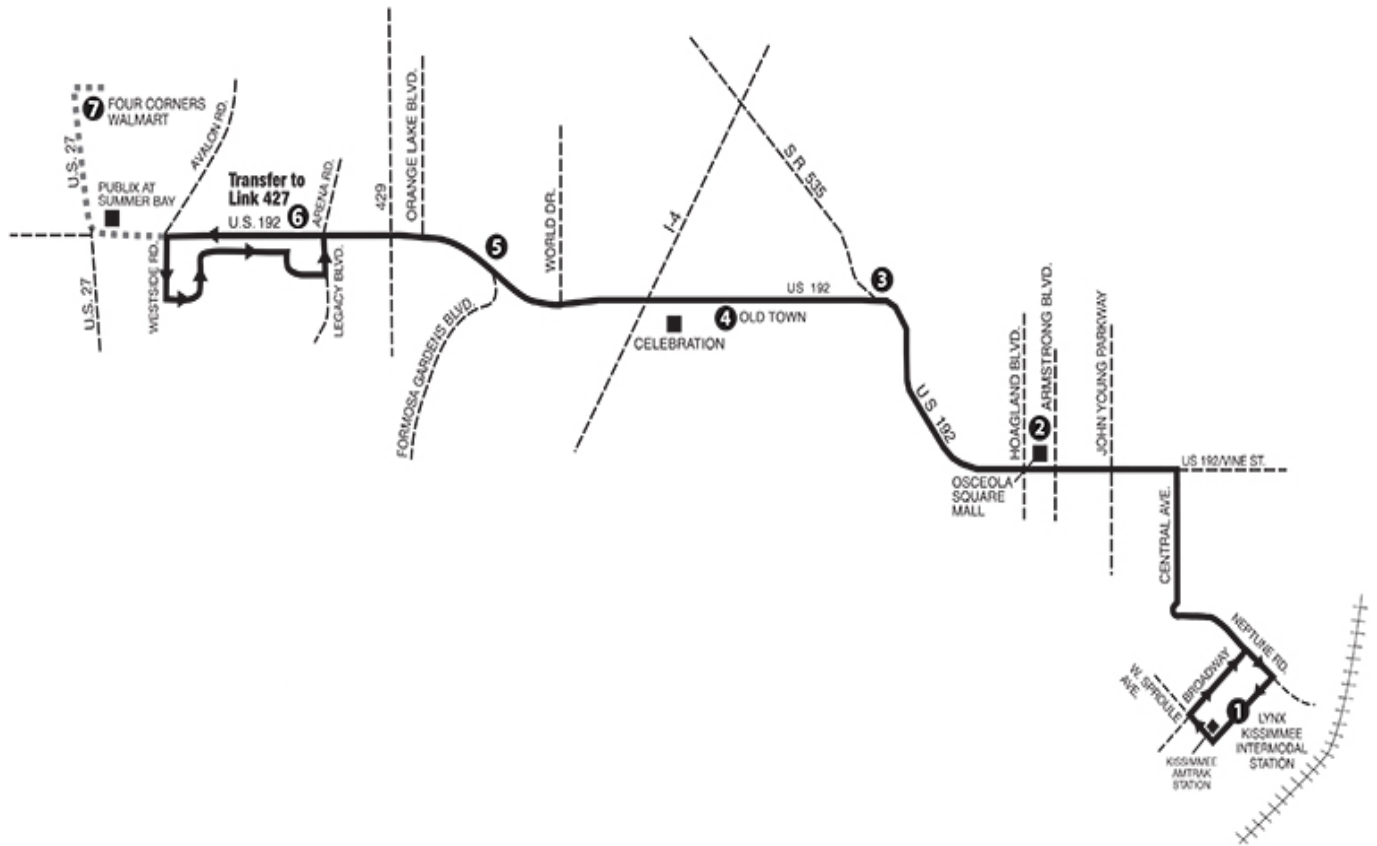 7
FOUR CORNERS
WALMART
U.S. 27
AVALON RD.
PUBLIX AT
SUMMER BAY
Transfer to
Link 427
6
U.S. 192
ARENA RD.
429
ORANGE LAKE BLVD.
U.S. 27
WESTSIDE RD.
LEGACY BLVD.
5
FORMOSA GARDENS BLVD.
WORLD DR.
I-4
S R 535
3
US 192
4
OLD TOWN
CELEBRATION
U S 192
HOAGLAND BLVD.
ARMSTRONG BLVD.
JOHN YOUNG PARKWAY
2
OSCEOLA
SQUARE
MALL
US 192/VINE ST.
CENTRAL AVE.
NEPTUNE RD.
BROADWAY
W. SPROULE
AVE.
1
LYNX
KISSIMMEE
INTERMODAL
STATION
KISSIMMEE
AMTRAK
STATION